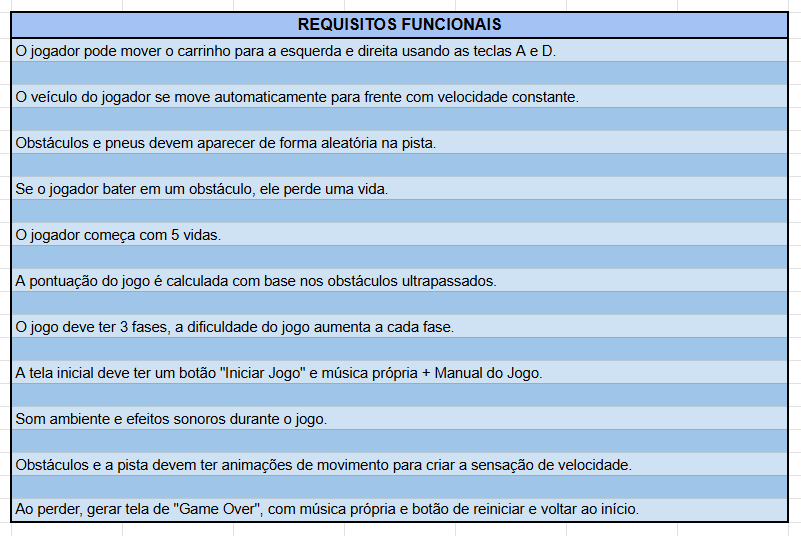 REQUISITOS FUNCIONAIS
O jogador pode mover o carrinho para a esquerda e direita usando as teclas A e D.
O veículo do jogador se move automaticamente para frente com velocidade constante.
Obstáculos e pneus devem aparecer de forma aleatória na pista.
Se o jogador bater em um obstáculo, ele perde uma vida.
O jogador começa com 5 vidas.
A pontuação do jogo é calculada com base nos obstáculos ultrapassados.
O jogo deve ter 3 fases, a dificuldade do jogo aumenta a cada fase.
A tela inicial deve ter um botão "Iniciar Jogo" e música própria + Manual do Jogo.
Som ambiente e efeitos sonoros durante o jogo.
Obstáculos e a pista devem ter animações de movimento para criar a sensação de velocidade.
Ao perder, gerar tela de "Game Over", com música própria e botão de reiniciar e voltar ao início.